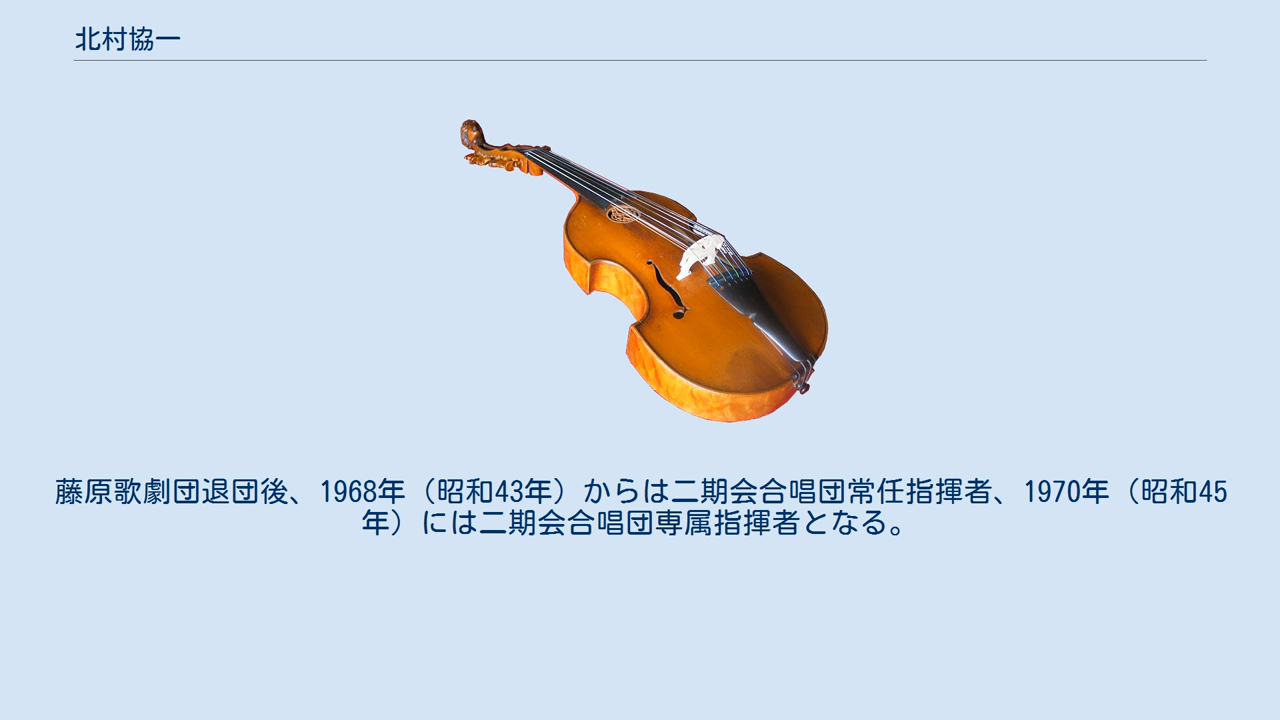 北村協一
藤原歌劇団退団後、1968年（昭和43年）からは二期会合唱団常任指揮者、1970年（昭和45
年）には二期会合唱団専属指揮者となる。